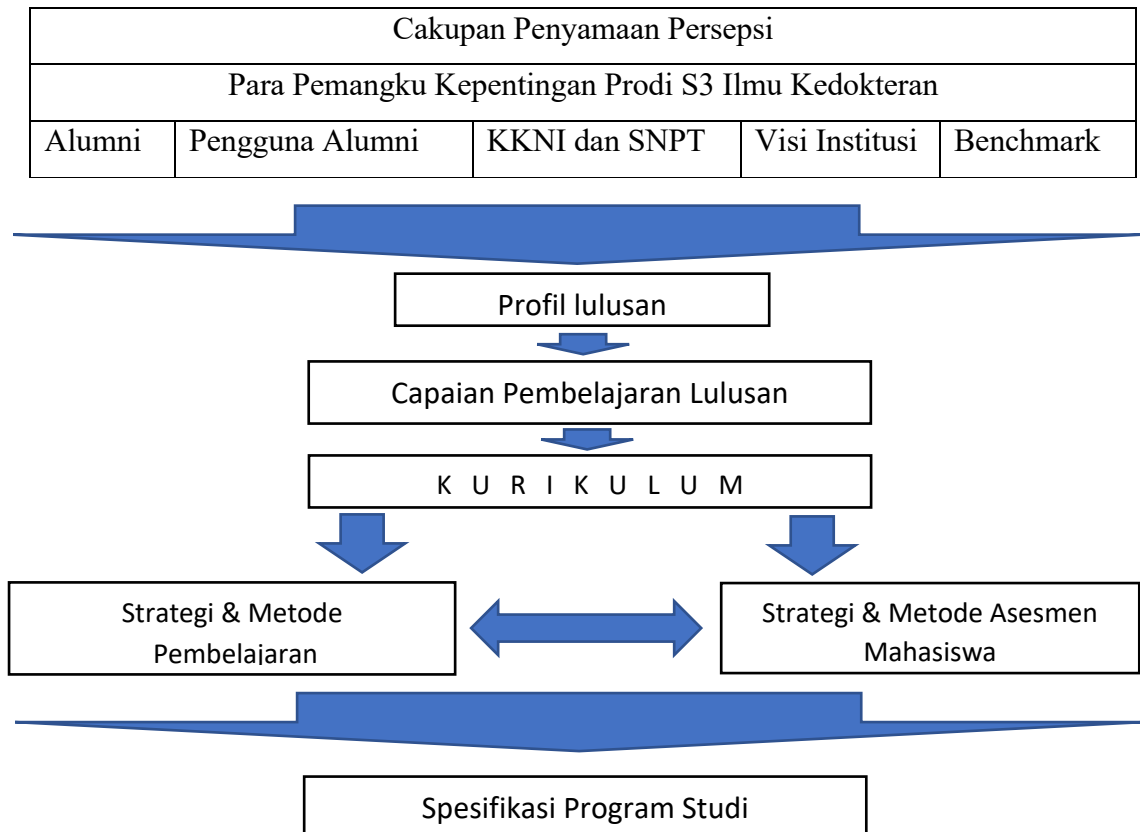 Cakupan Penyamaan Persepsi
Para Pemangku Kepentingan Prodi S3 Ilmu Kedokteran
Alumni Pengguna Alumni KKNI dan SNPT Visi Institusi Benchmark
Profil lulusan
Capaian Pembelajaran Lulusan
K U R I K U L U M
Strategi & Metode
Pembelajaran
Strategi & Metode Asesmen
Mahasiswa
Spesifikasi Program Studi